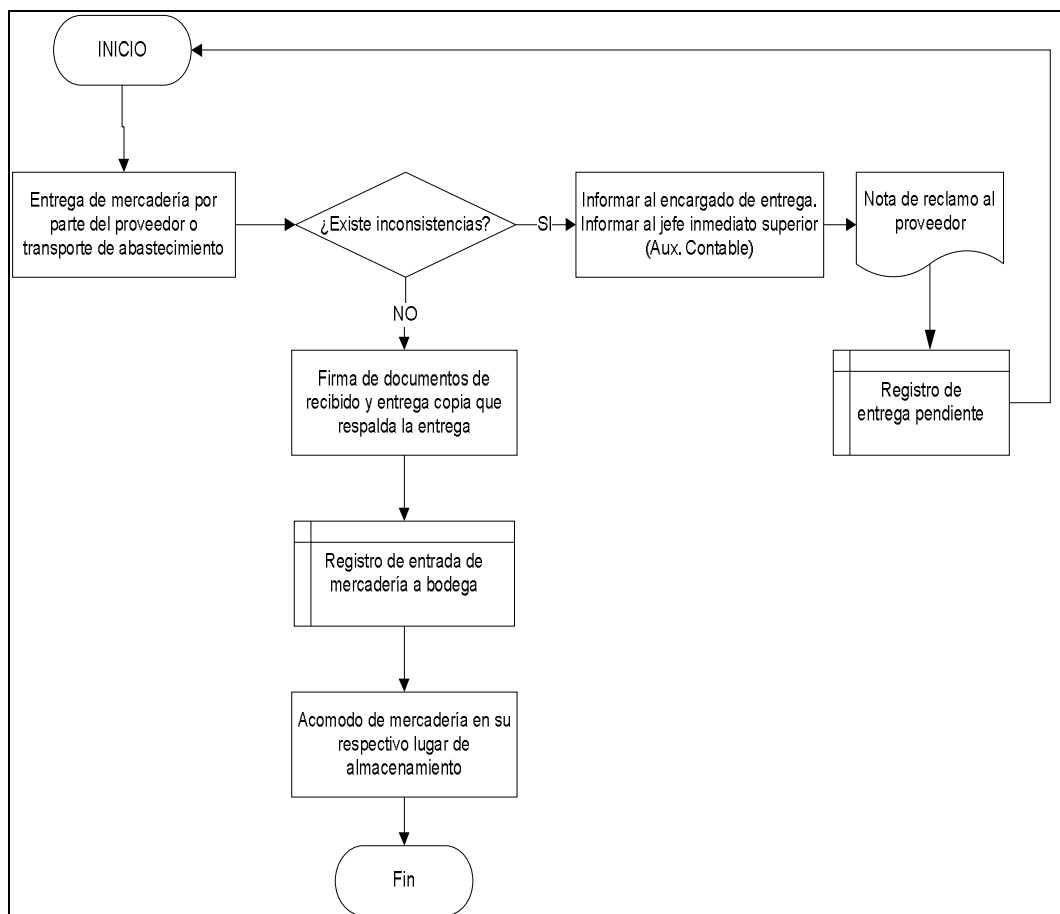 INICIO
Entrega de mercadería por
parte del proveedor o
transporte de abastecimiento
¿Existe inconsistencias?
SI
Informar al encargado de entrega.
Informar al jefe inmediato superior
(Aux. Contable)
Nota de reclamo al
proveedor
Registro de
entrega pendiente
NO
Firma de documentos de
recibido y entrega copia que
respalda la entrega
Registro de entrada de
mercadería a bodega
Acomodo de mercadería en su
respectivo lugar de
almacenamiento
Fin